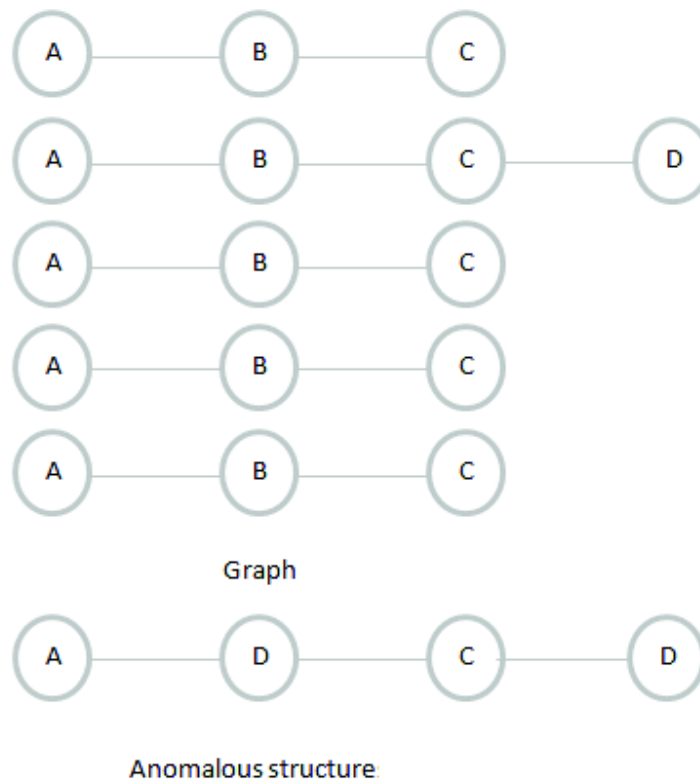 A B C
A B C D
A B C
A B C
A B C
Graph
A D C D
Anomalous structure